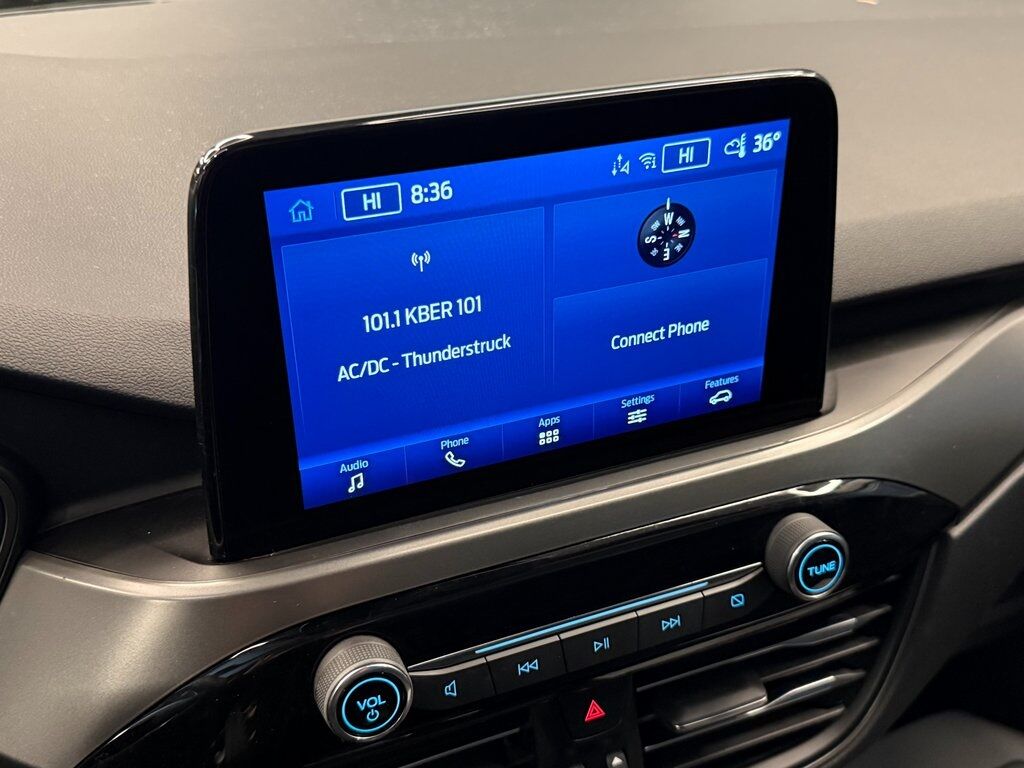 HI 8:36 HI 36°
W
N
S
E
101.1 KBER 101
AC/DC - Thunderstruck
Connect Phone
Audio
Phone
Apps
Settings
Features
VOL
TUNE